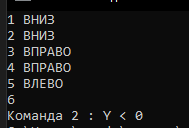 1 ВНИЗ
2 ВНИЗ
3 ВПРАВО
4 ВПРАВО
5 ВЛЕВО
6
Команда 2 : Y < 0